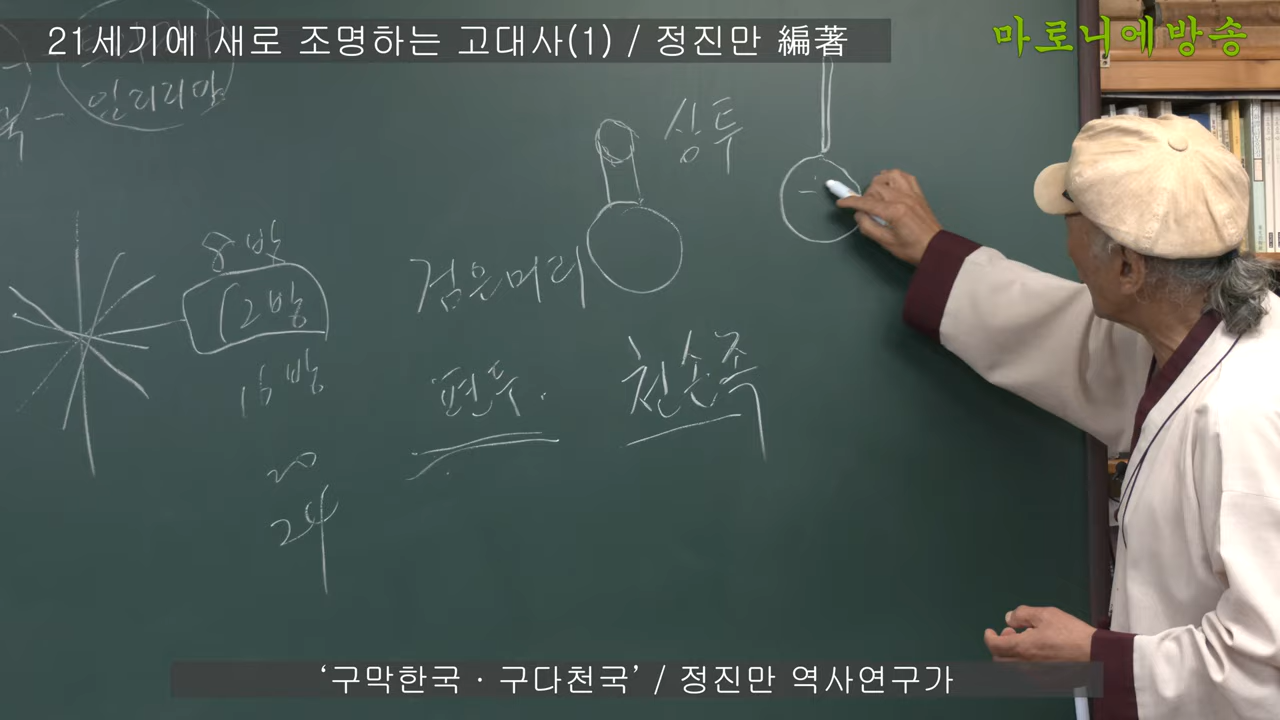 21세기에 새로 조명하는 고대사(1) / 정진만 編著
마로니에방송
상투
8방
12방
검은머리
16방
편두.
천손족
20
24
‘구막한국 · 구다천국’ / 정진만 역사연구가